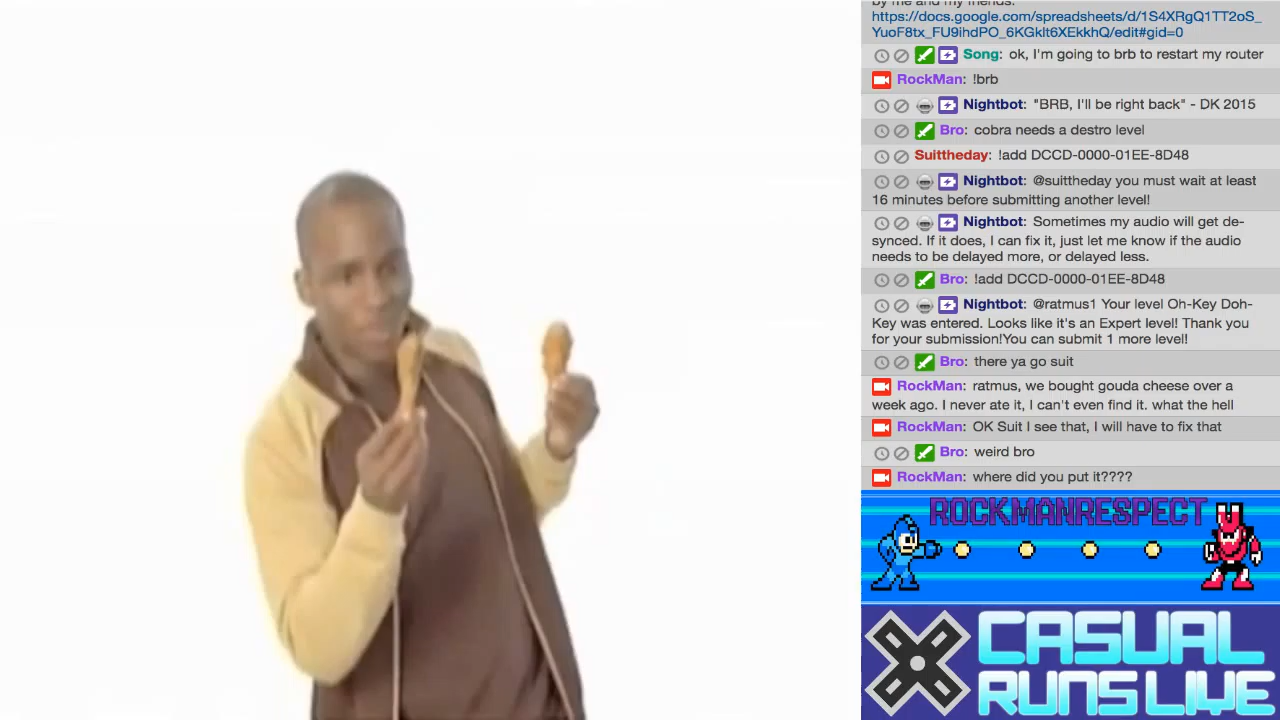 by me and my friends.
https://docs.google.com/spreadsheets/d/1S4XRgQ1TT2oS_
YuoF8tx_FU9ihdPO_6KGklt6XEkkhQ/edit#gid=0
Song: ok, I'm going to brb to restart my router
RockMan: !brb
Nightbot: "BRB, I'll be right back" - DK 2015
Bro: cobra needs a destro level
Suittheday: !add DCCD-0000-01EE-8D48
Nightbot: @suittheday you must wait at least
16 minutes before submitting another level!
Nightbot: Sometimes my audio will get de-
synced. If it does, I can fix it, just let me know if the audio
needs to be delayed more, or delayed less.
Bro: !add DCCD-0000-01EE-8D48
Nightbot: @ratmus1 Your level Oh-Key Doh-
Key was entered. Looks like it's an Expert level! Thank you
for your submission!You can submit 1 more level!
Bro: there ya go suit
RockMan: ratmus, we bought gouda cheese over a
week ago. I never ate it, I can't even find it. what the hell
RockMan: OK Suit I see that, I will have to fix that
Bro: weird bro
RockMan: where did you put it????
ROCKMANRESPECT
CASUAL
RUNS LIVE